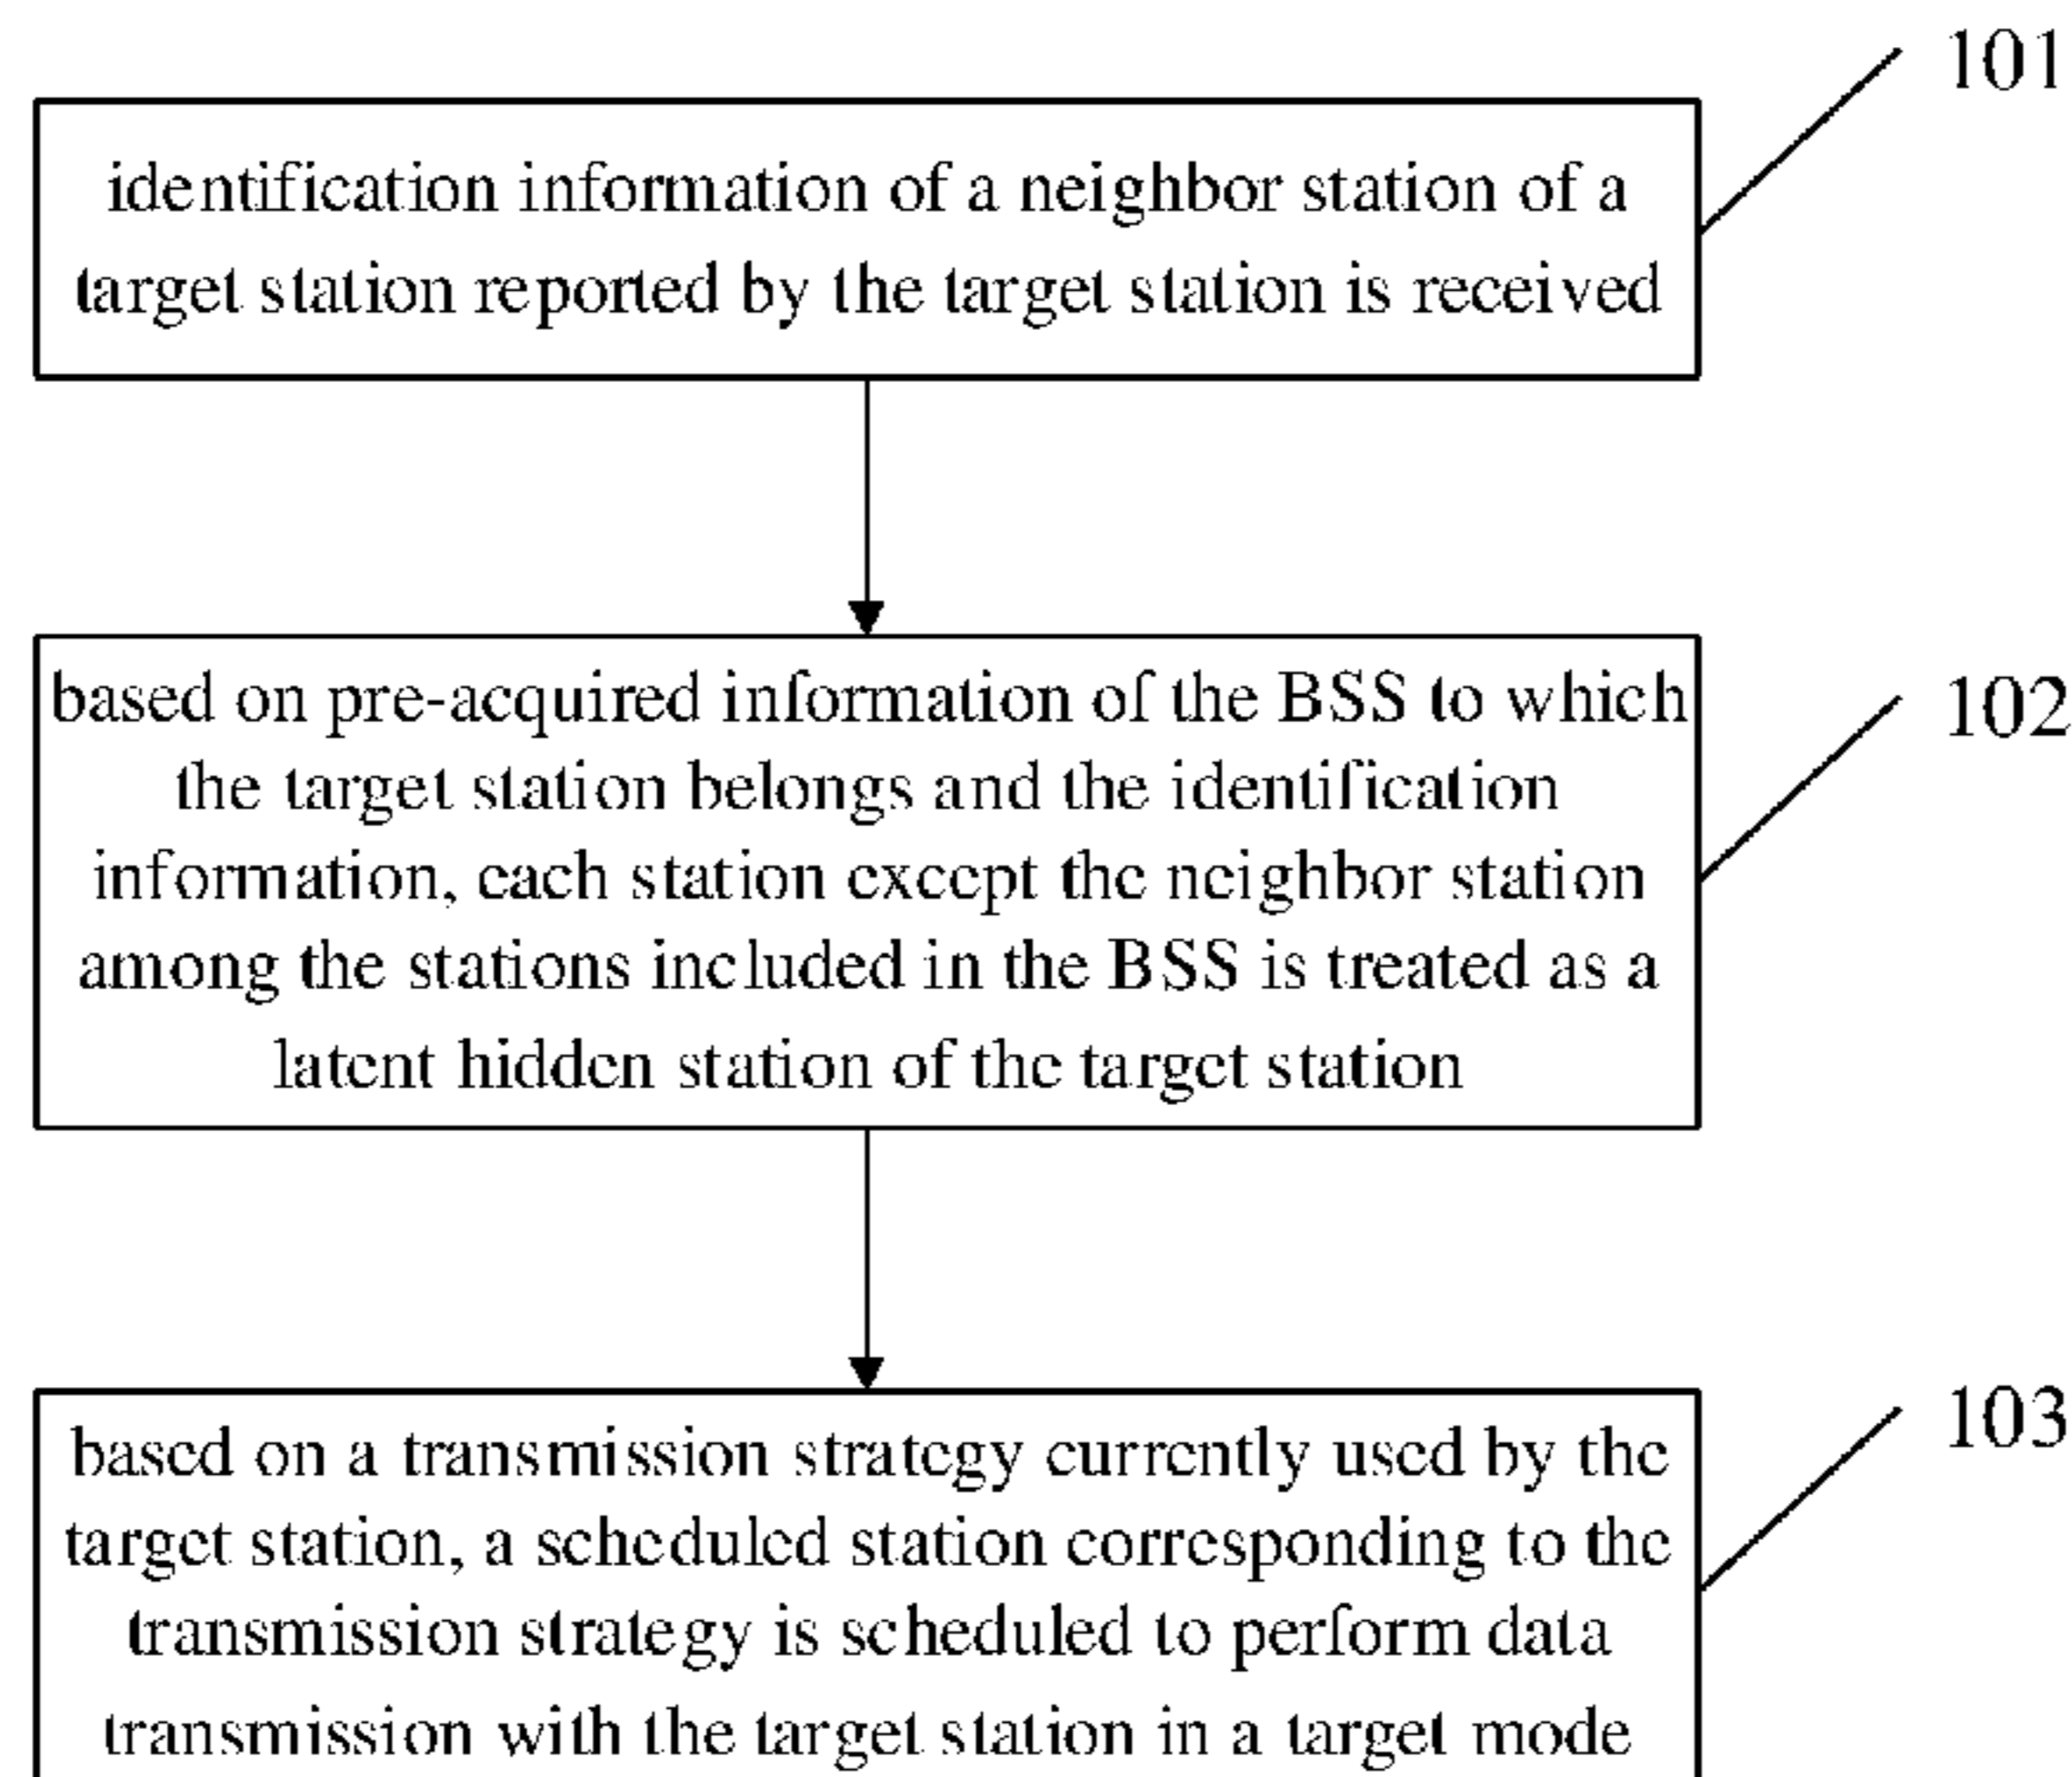 101
identification information of a neighbor station of a
target station reported by the target station is received
based on pre-acquired information of the BSS to which
the target station belongs and the identification
information, each station except the neighbor station
among the stations included in the BSS is treated as a
latent hidden station of the target station
102
based on a transmission strategy currently used by the
target station, a scheduled station corresponding to the
transmission strategy is scheduled to perform data
transmission with the target station in a target mode
103